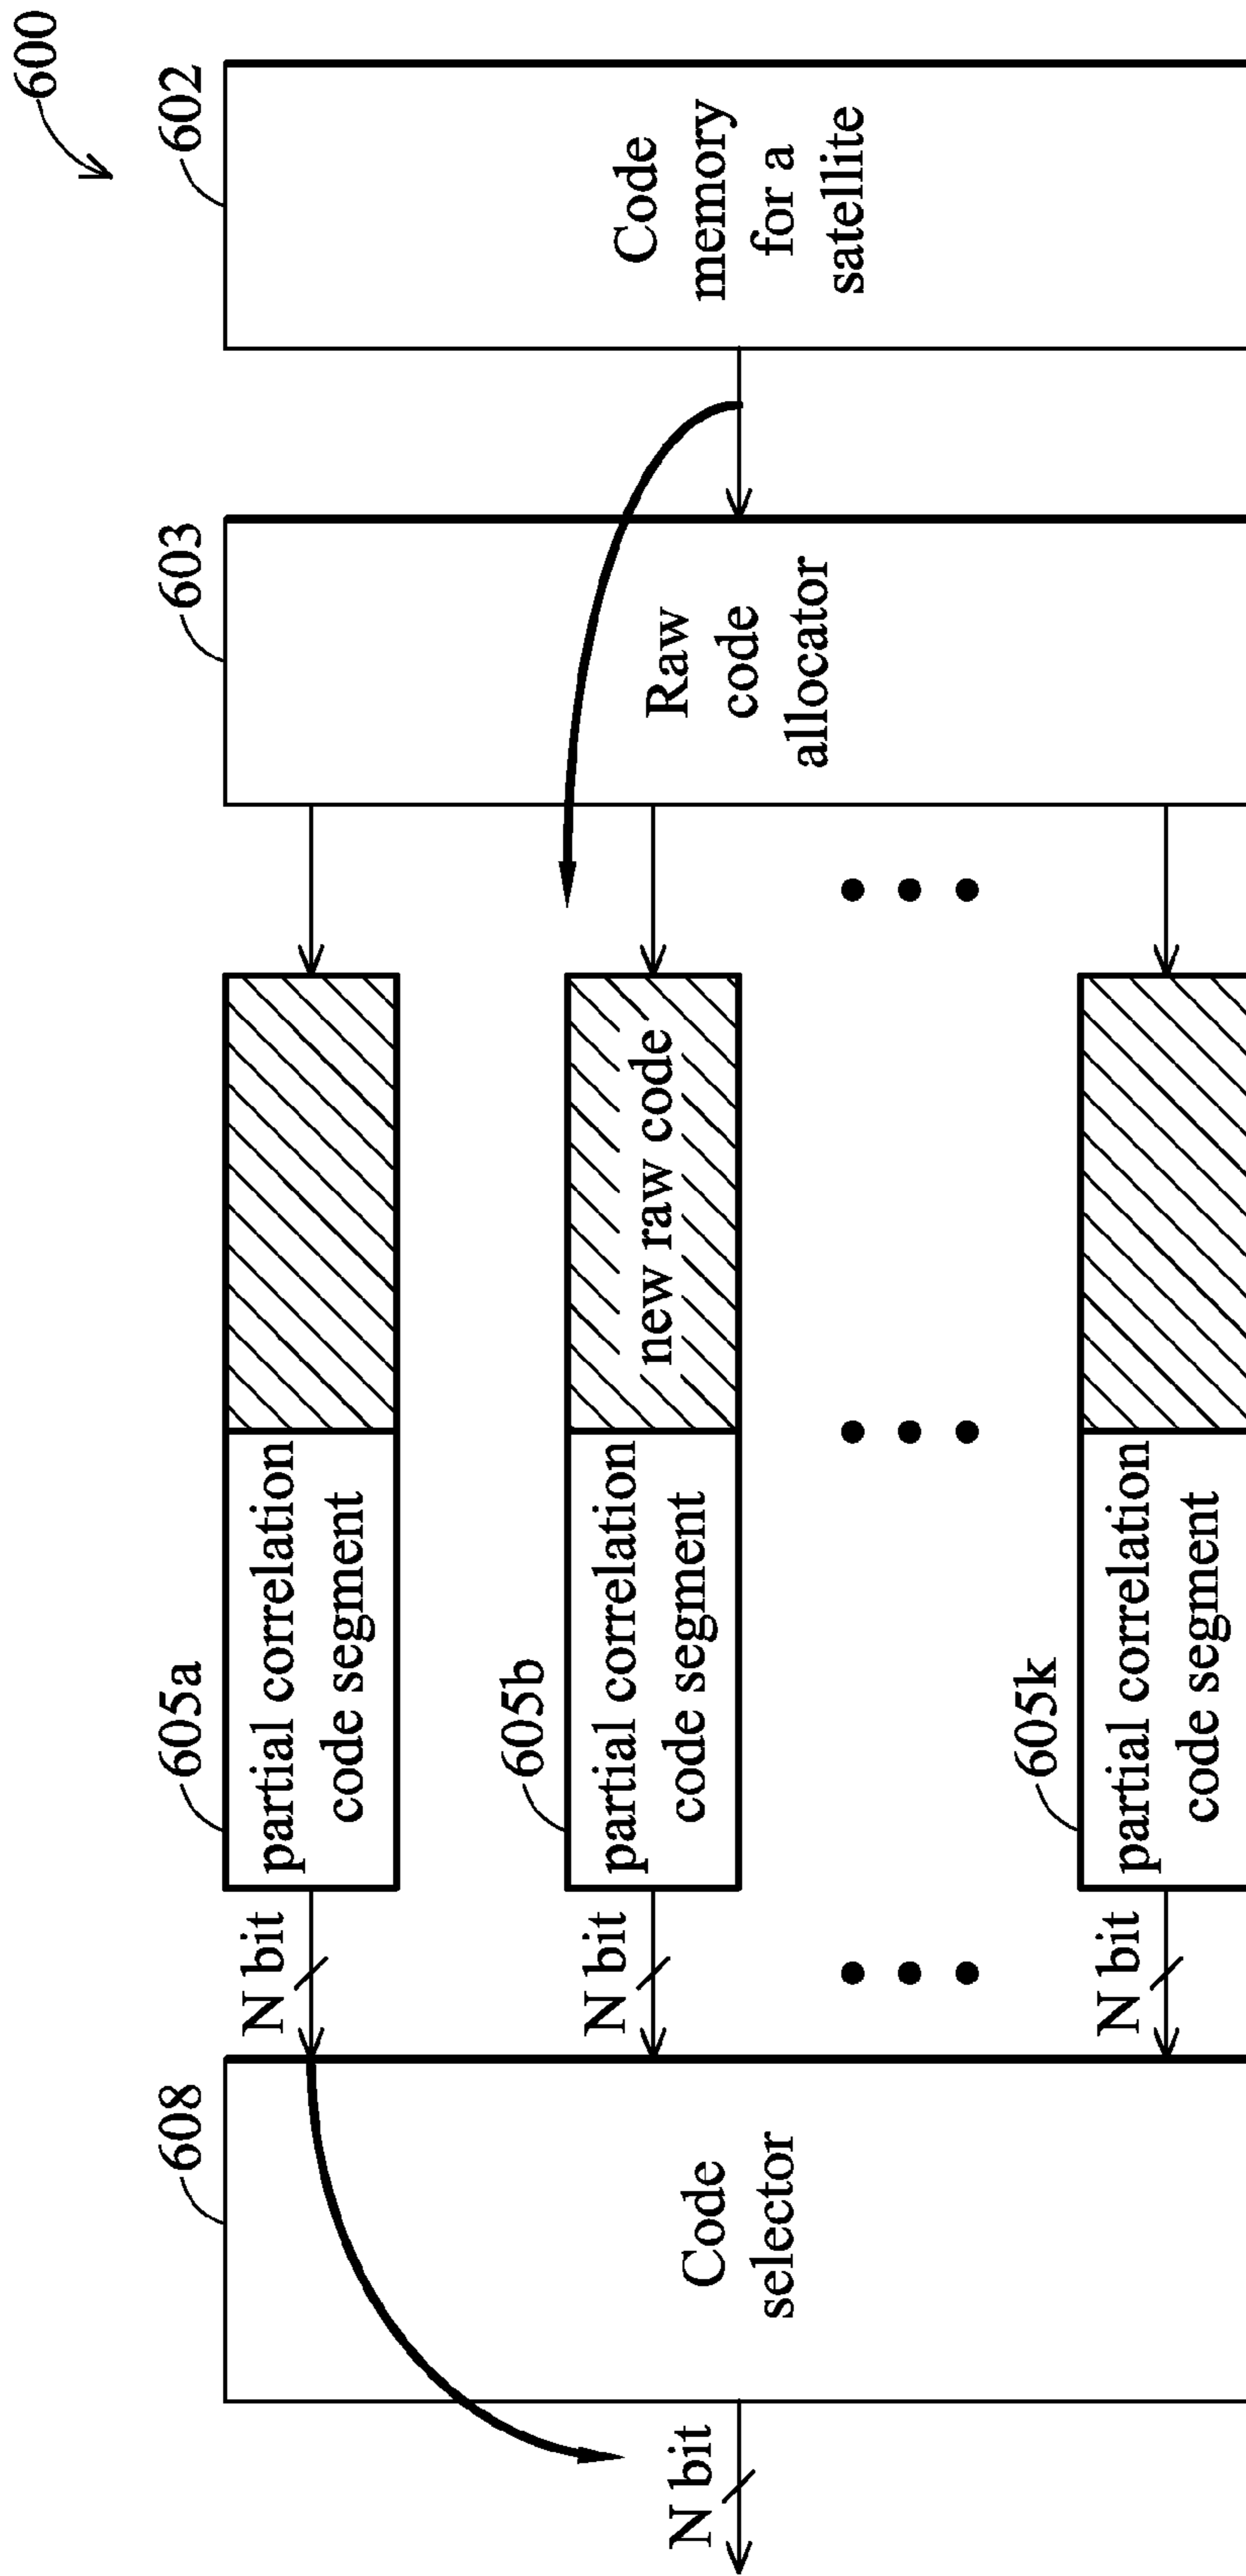 600
602
Code
memory
for a
satellite
603
Raw
code
allocator
new raw code
605a
partial correlation
code segment
605b
partial correlation
code segment
605k
partial correlation
code segment
N bit
N bit
N bit
608
Code
selector
N bit